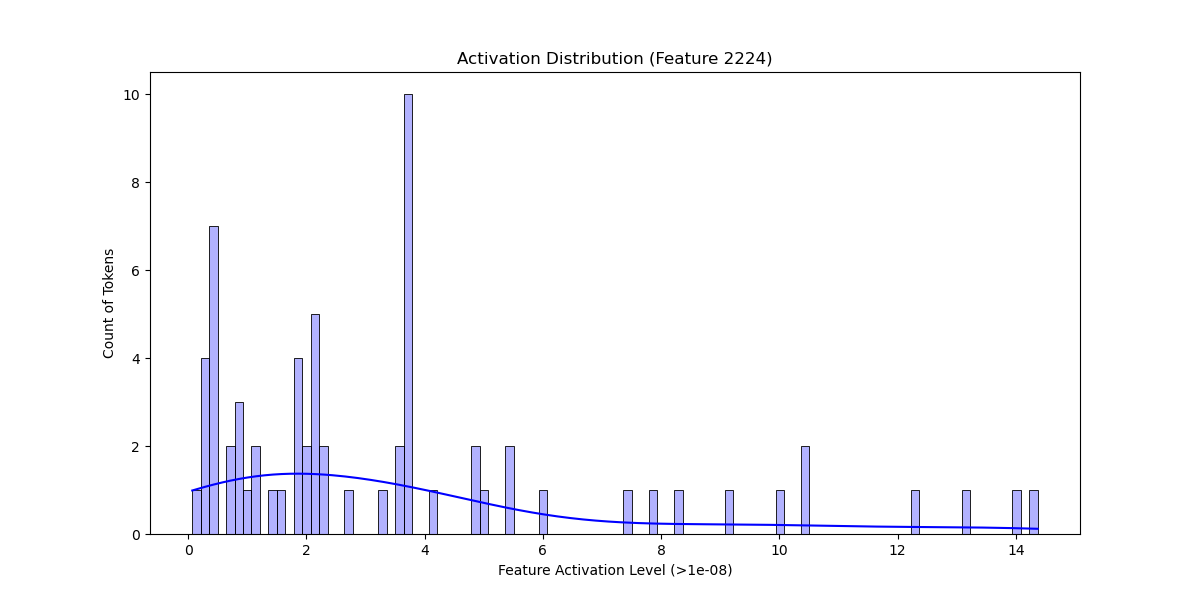 Activation Distribution (Feature 2224)
10
8
6
4
2
0
Count of Tokens
0 2 4 6 8 10 12 14
Feature Activation Level (>1e-08)